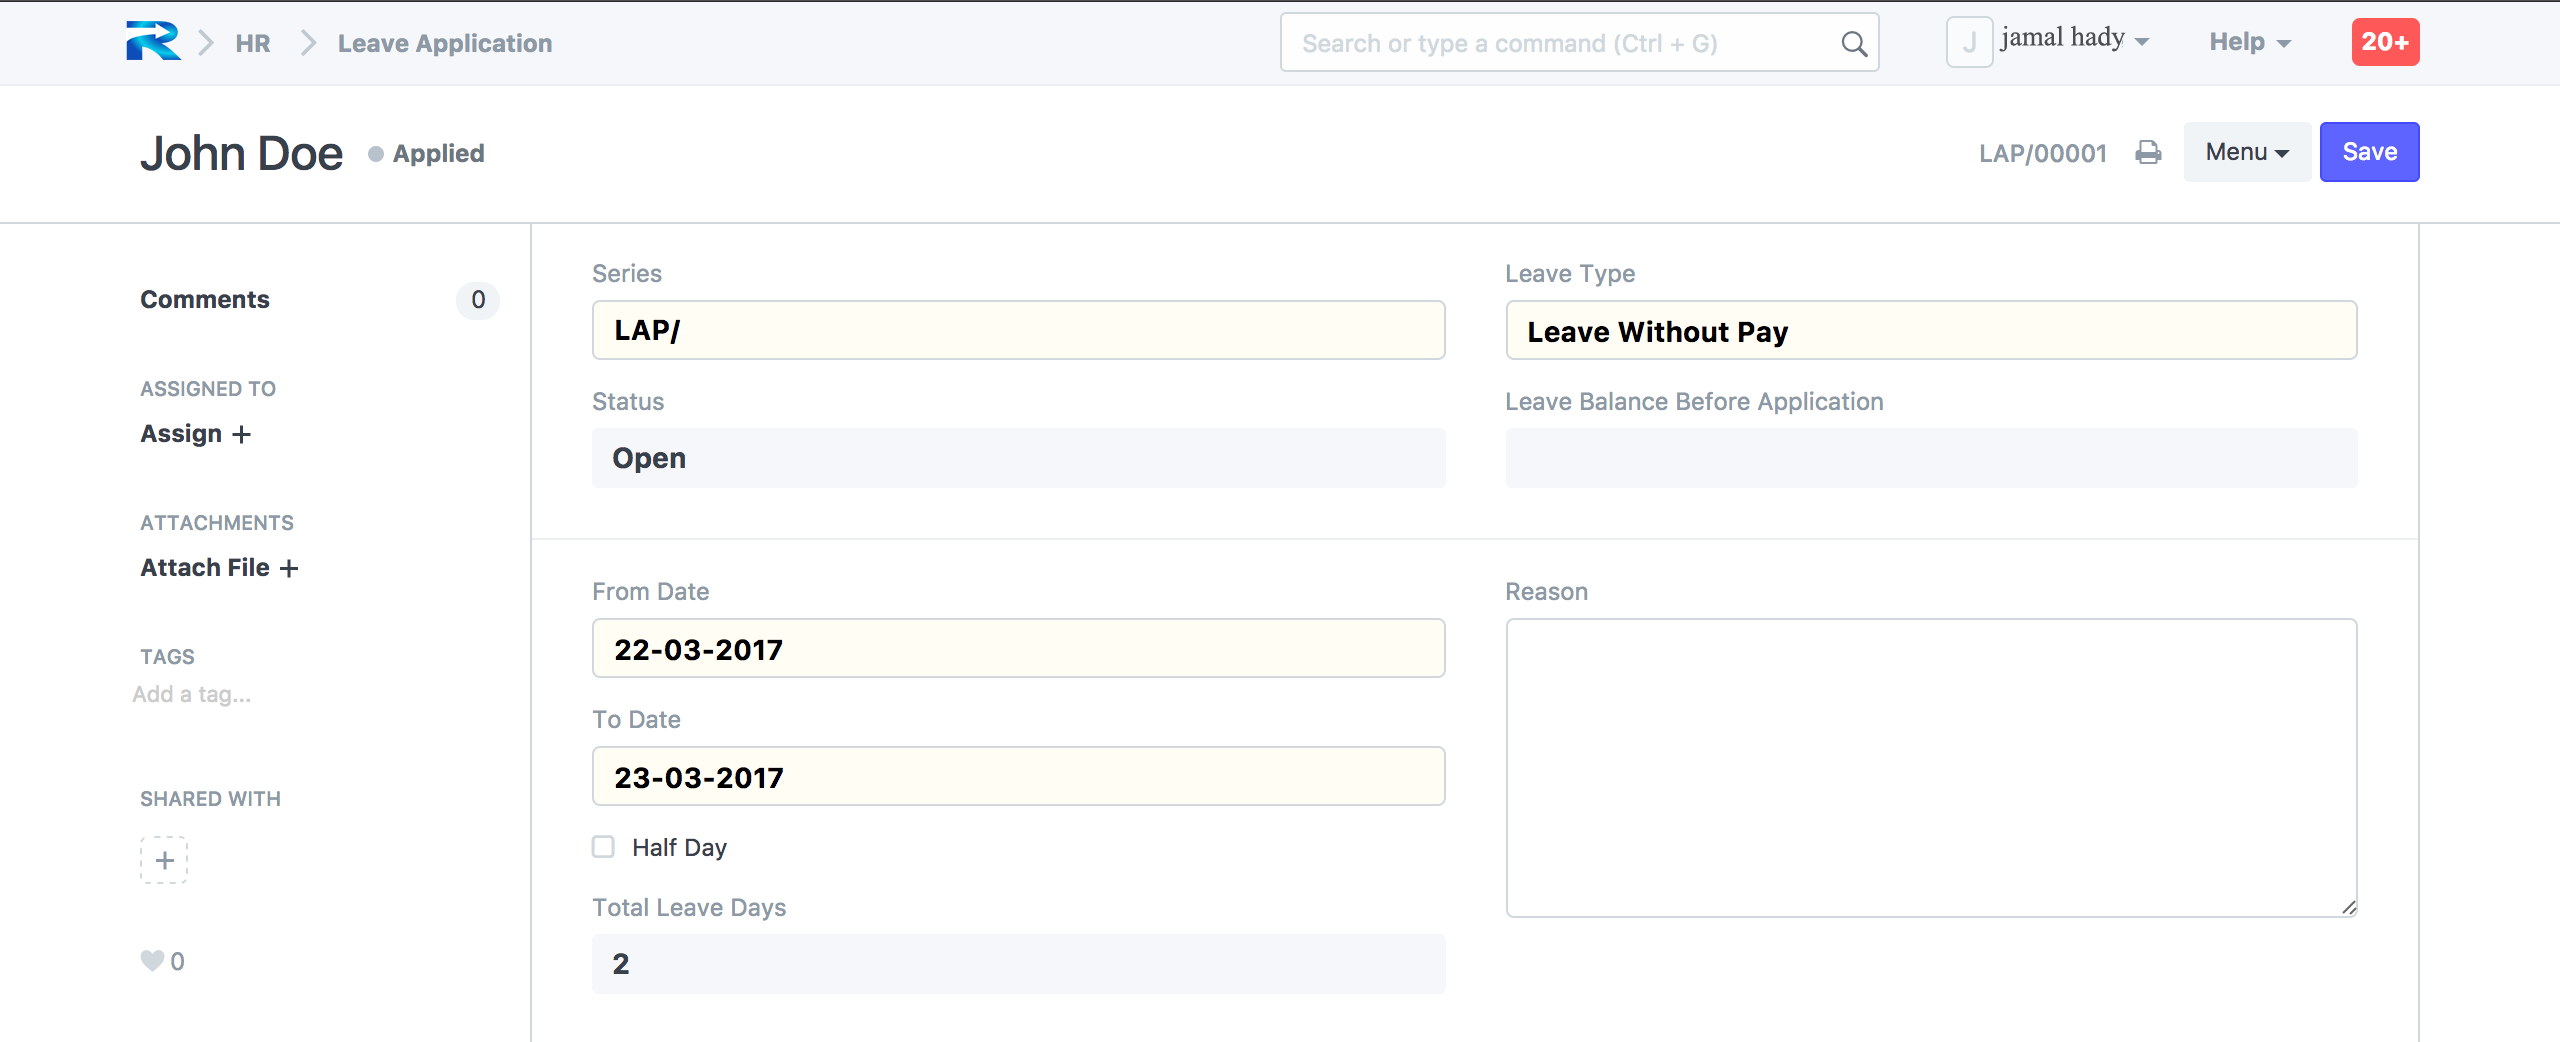 HR
Leave Application
Search or type a command (Ctrl + G)
J
jamal hady
Help
20+
John Doe
Applied
LAP/00001
Menu
Save
Comments
0
ASSIGNED TO
Assign +
ATTACHMENTS
Attach File +
TAGS
Add a tag...
SHARED WITH
+
0
Series
LAP/
Status
Open
Leave Type
Leave Without Pay
Leave Balance Before Application
From Date
22-03-2017
To Date
23-03-2017
Half Day
Total Leave Days
2
Reason